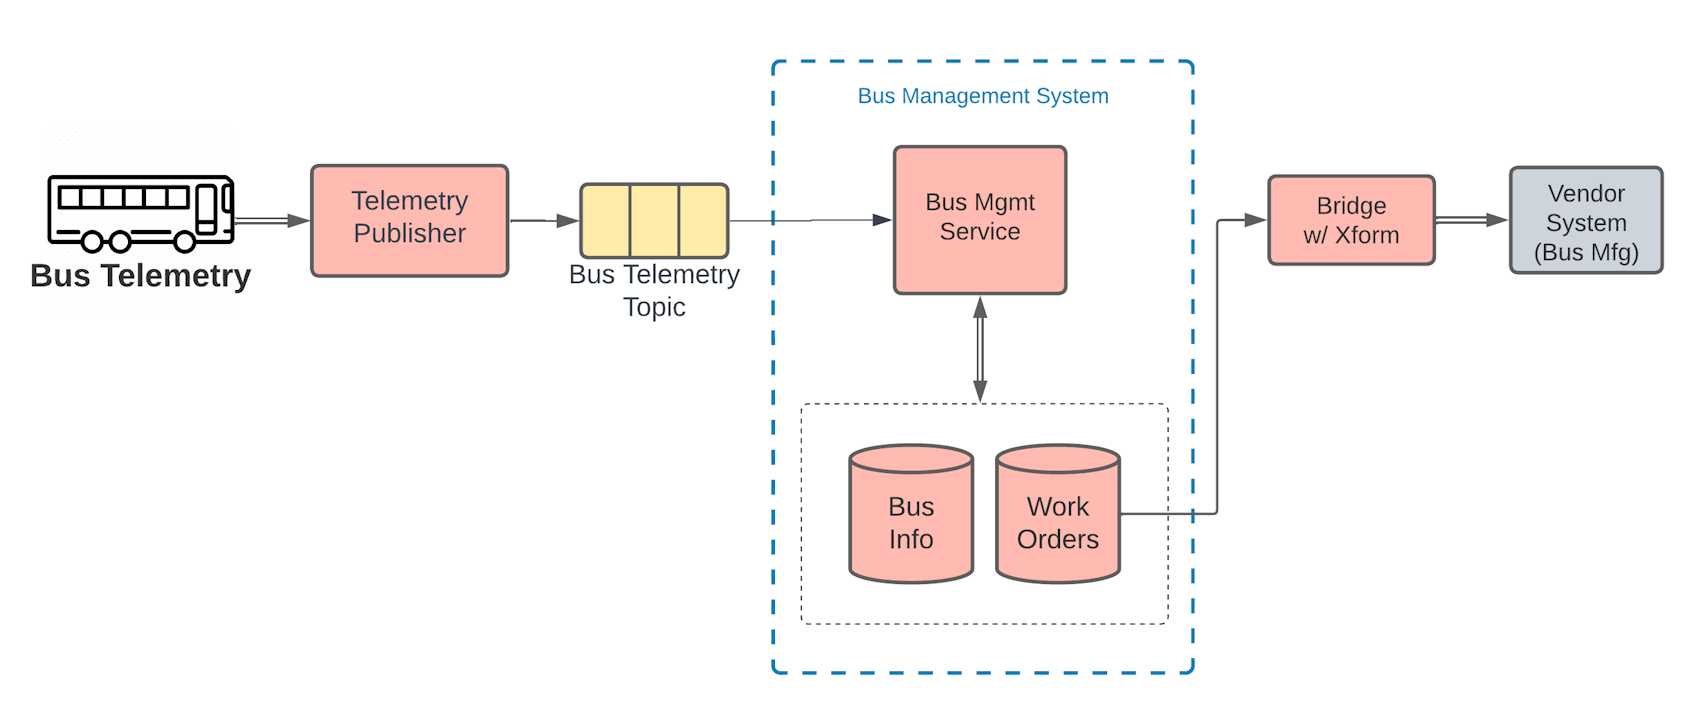 Bus Telemetry
Telemetry
Publisher
Bus Telemetry
Topic
Bus Management System
Bus Mgmt
Service
Bus
Info
Work
Orders
Bridge
w/ Xform
Vendor
System
(Bus Mfg)